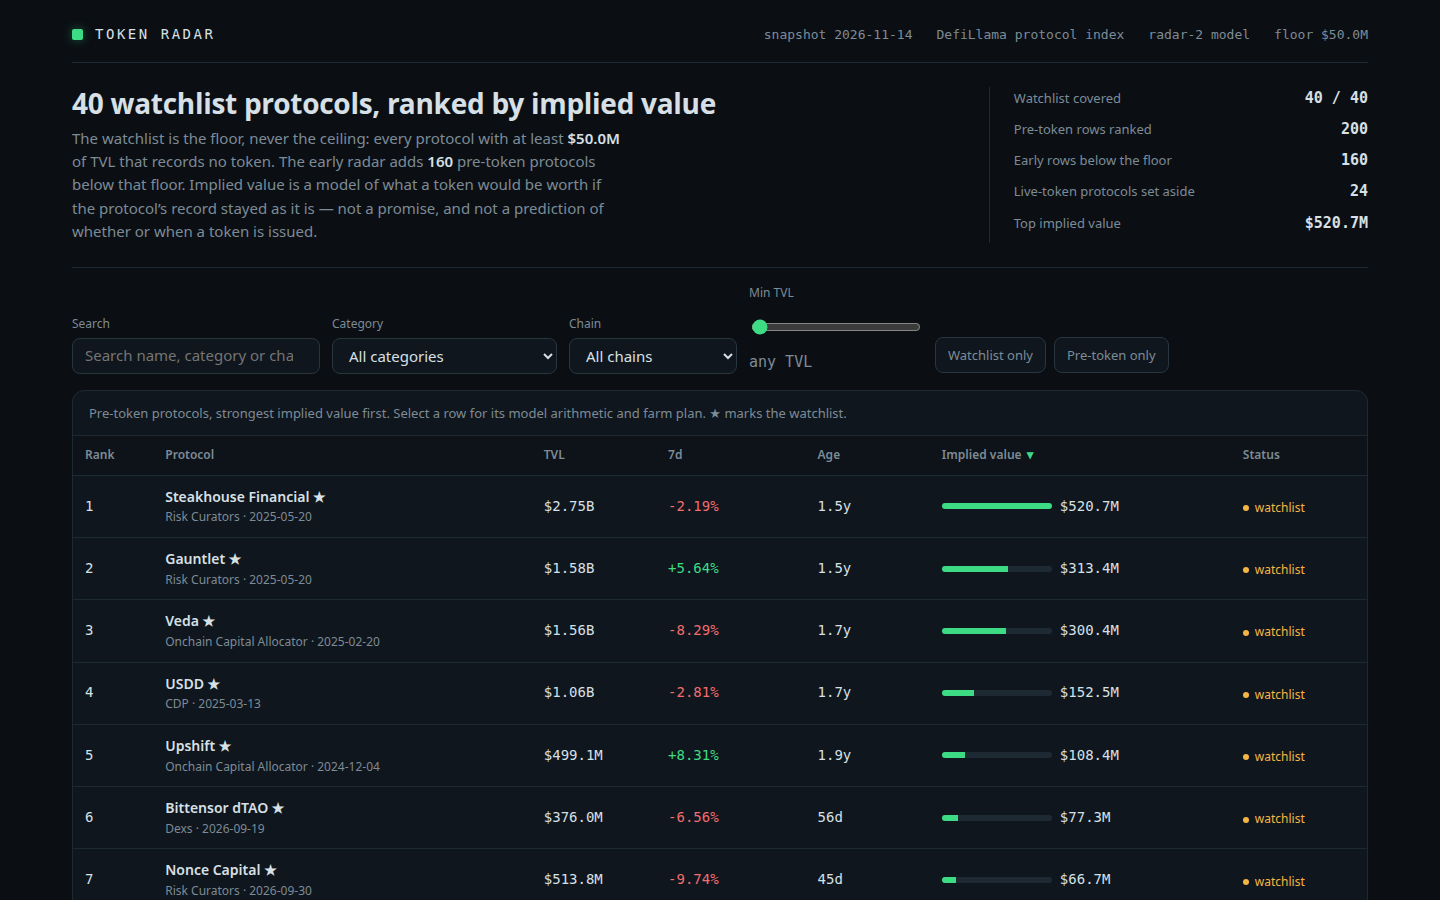 TOKEN RADAR
snapshot 2026-11-14 DefiLlama protocol index radar-2 model floor $50.0M
40 watchlist protocols, ranked by implied value
The watchlist is the floor, never the ceiling: every protocol with at least $50.0M
of TVL that records no token. The early radar adds 160 pre-token protocols
below that floor. Implied value is a model of what a token would be worth if
the protocol’s record stayed as it is — not a promise, and not a prediction of
whether or when a token is issued.
Watchlist covered 40 / 40
Pre-token rows ranked 200
Early rows below the floor 160
Live-token protocols set aside 24
Top implied value $520.7M
Search
Search name, category or cha
Category
All categories
Chain
All chains
Min TVL
any TVL
Watchlist only
Pre-token only
Pre-token protocols, strongest implied value first. Select a row for its model arithmetic and farm plan. ★ marks the watchlist.
Rank Protocol TVL 7d Age Implied value ▼ Status
1 Steakhouse Financial ★ $2.75B -2.19% 1.5y $520.7M watchlist
Risk Curators · 2025-05-20
2 Gauntlet ★ $1.58B +5.64% 1.5y $313.4M watchlist
Risk Curators · 2025-05-20
3 Veda ★ $1.56B -8.29% 1.7y $300.4M watchlist
Onchain Capital Allocator · 2025-02-20
4 USDD ★ $1.06B -2.81% 1.7y $152.5M watchlist
CDP · 2025-03-13
5 Upshift ★ $499.1M +8.31% 1.9y $108.4M watchlist
Onchain Capital Allocator · 2024-12-04
6 Bittensor dTAO ★ $376.0M -6.56% 56d $77.3M watchlist
Dexs · 2026-09-19
7 Nonce Capital ★ $513.8M -9.74% 45d $66.7M watchlist
Risk Curators · 2026-09-30